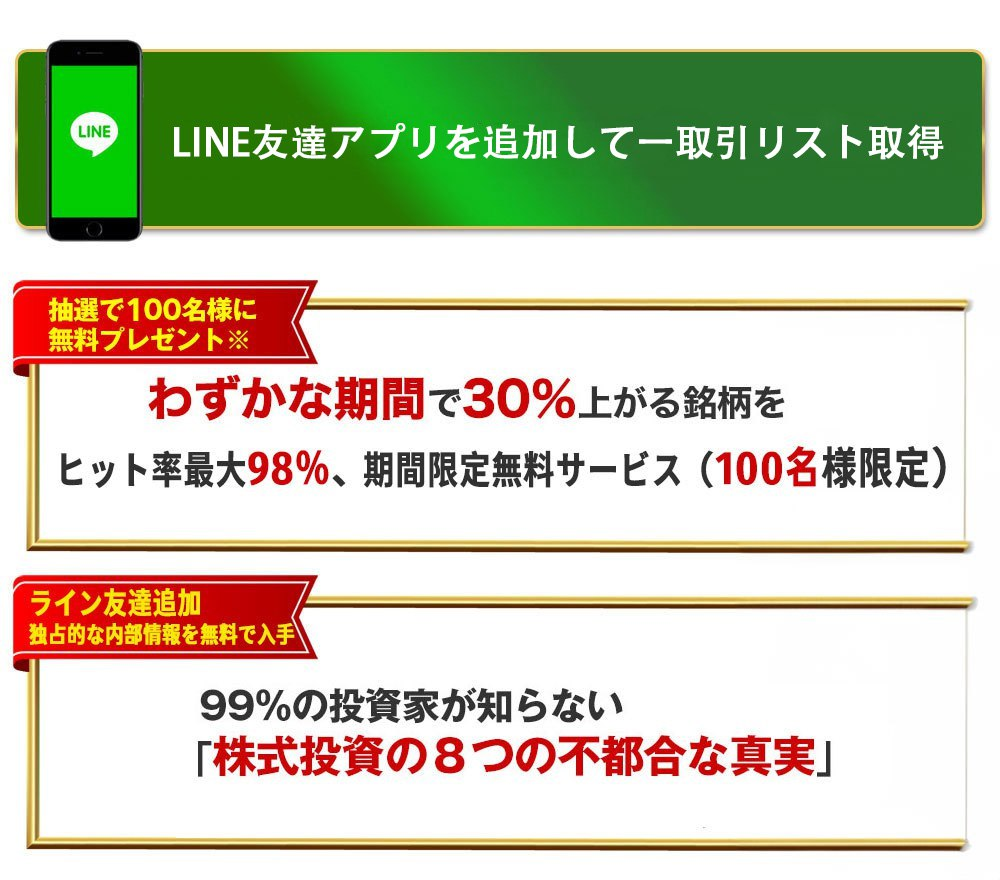 LINE
LINE友達アプリを追加して一取引リスト取得
抽選で100名様に
無料プレゼント※
わずかな期間で30%上がる銘柄を
ヒット率最大98%、期間限定無料サービス（100名様限定）
ライン友達追加
独占的な内部情報を無料で入手
99%の投資家が知らない
「株式投資の８つの不都合な真実」